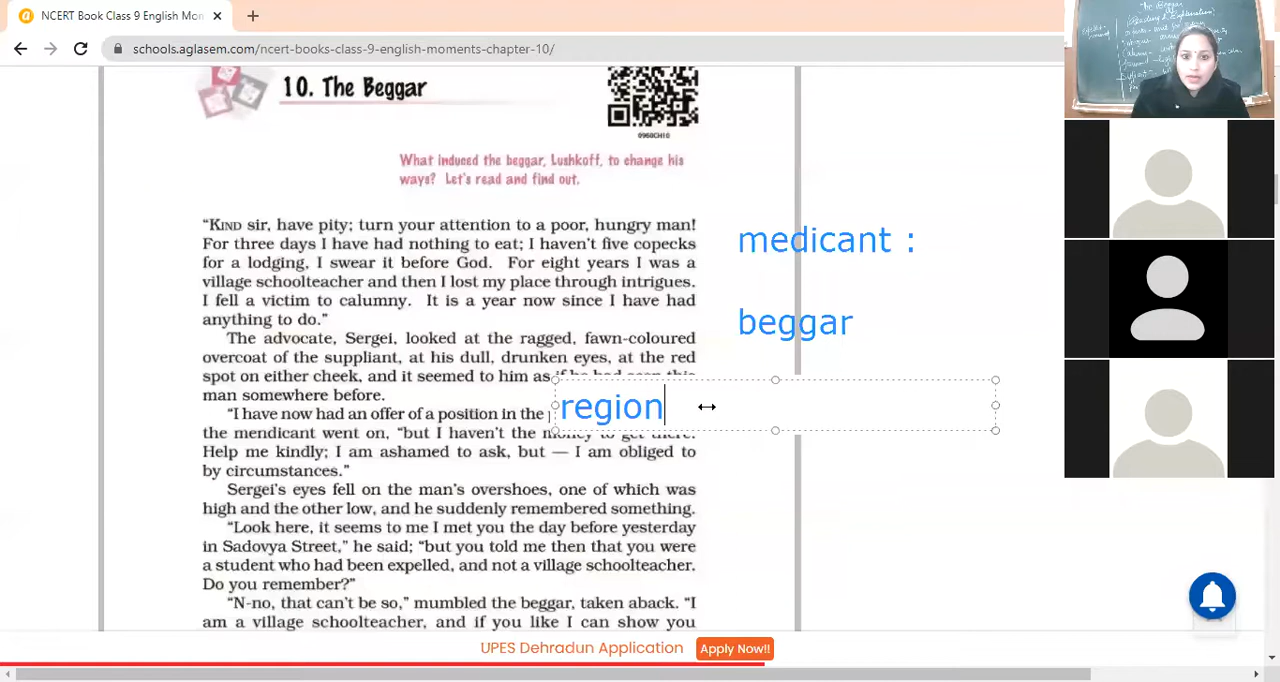 NCERT Book Class 9 English Mom
schools.aglasem.com/ncert-books-class-9-english-moments-chapter-10/
10. The Beggar
0960CH10
What induced the beggar, Lushkoff, to change his
ways? Let's read and find out.
"KIND sir, have pity; turn your attention to a poor, hungry man!
For three days I have had nothing to eat; I haven't five copecks
for a lodging, I swear it before God. For eight years I was a
village schoolteacher and then I lost my place through intrigues.
I fell a victim to calumny. It is a year now since I have had
anything to do."
The advocate, Sergei, looked at the ragged, fawn-coloured
overcoat of the suppliant, at his dull, drunken eyes, at the red
spot on either cheek, and it seemed to him as if he had seen this
man somewhere before.
"I have now had an offer of a position in the
the mendicant went on, "but I haven't the money to get there.
Help me kindly; I am ashamed to ask, but — I am obliged to
by circumstances."
Sergei's eyes fell on the man's overshoes, one of which was
high and the other low, and he suddenly remembered something.
"Look here, it seems to me I met you the day before yesterday
in Sadovya Street," he said; "but you told me then that you were
a student who had been expelled, and not a village schoolteacher.
Do you remember?"
"N-no, that can't be so," mumbled the beggar, taken aback. "I
am a village schoolteacher, and if you like I can show you
medicant :
beggar
region
UPES Dehradun Application
Apply Now!!
The Beggar